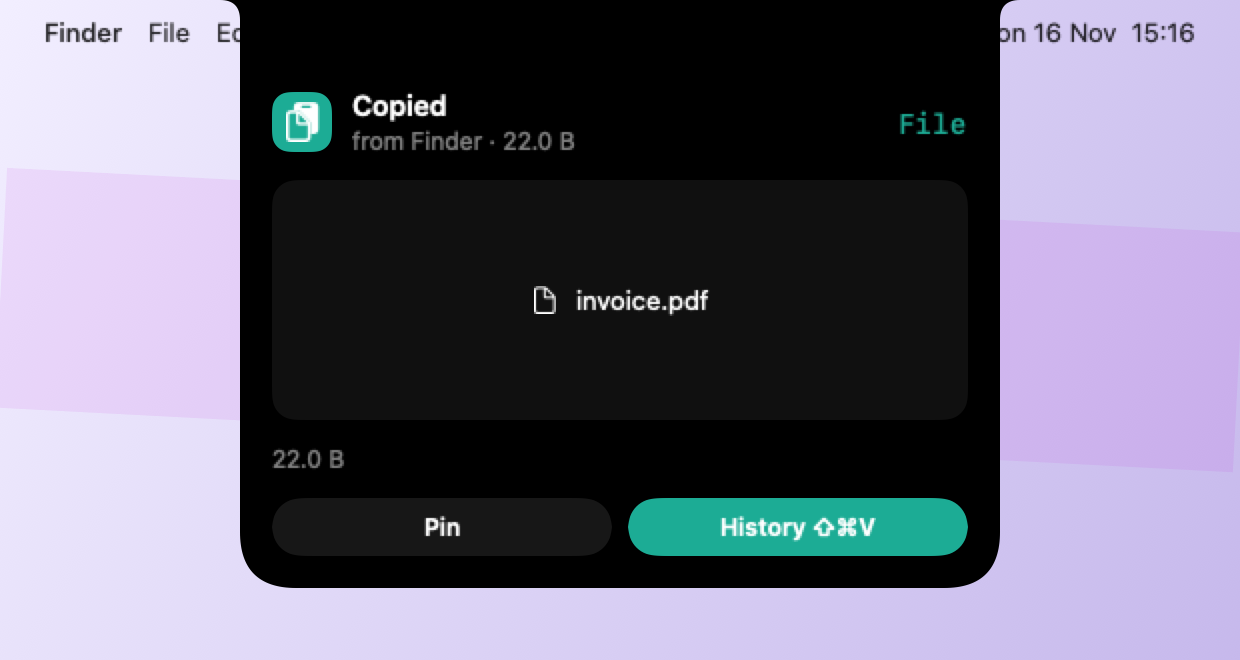 Finder File
16 Nov 15:16
Copied
from Finder · 22.0 B
File
invoice.pdf
22.0 B
Pin
History ⇧⌘V